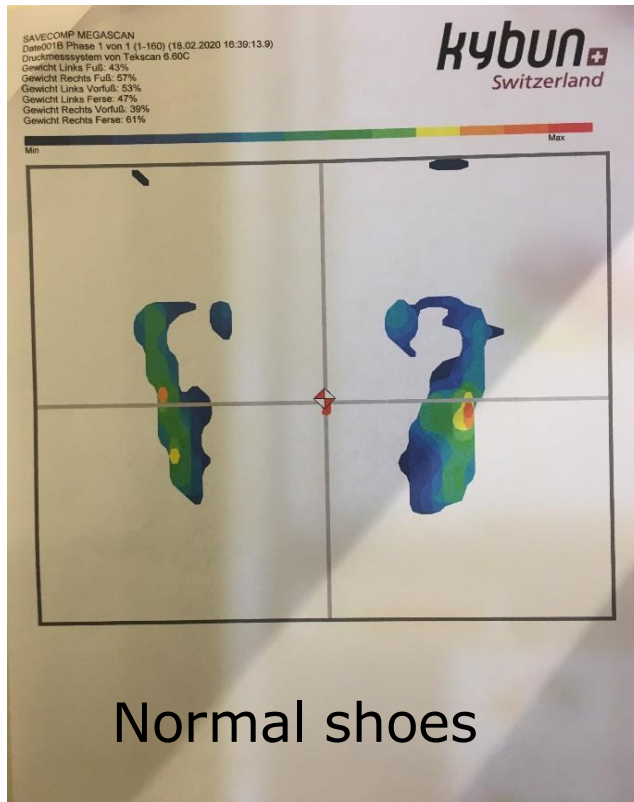 SAVECOMP MEGASCAN
Date001B Phase 1 von 1 (1-160) (18.02.2020 16:39:13.9)
Druckmesssystem von Tekscan 6.60C
Gewicht Links Fuß: 43%
Gewicht Rechts Fuß: 57%
Gewicht Links Vorfuß: 53%
Gewicht Links Ferse: 47%
Gewicht Rechts Vorfuß: 39%
Gewicht Rechts Ferse: 61%
kybun
Switzerland
Min
Max
Normal shoes